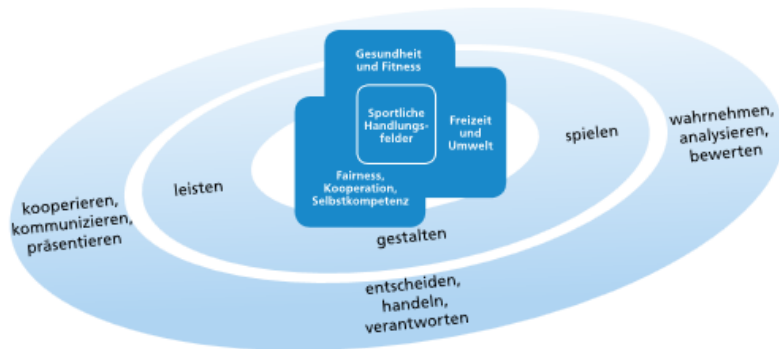 Gesundheit
und Fitness
Sportliche
Handlungs-
felder
Freizeit
und
Umwelt
Fairness,
Kooperation,
Selbstkompetenz
leisten
spielen
gestalten
kooperieren,
kommunizieren,
präsentieren
wahrnehmen,
analysieren,
bewerten
entscheiden,
handeln,
verantworten